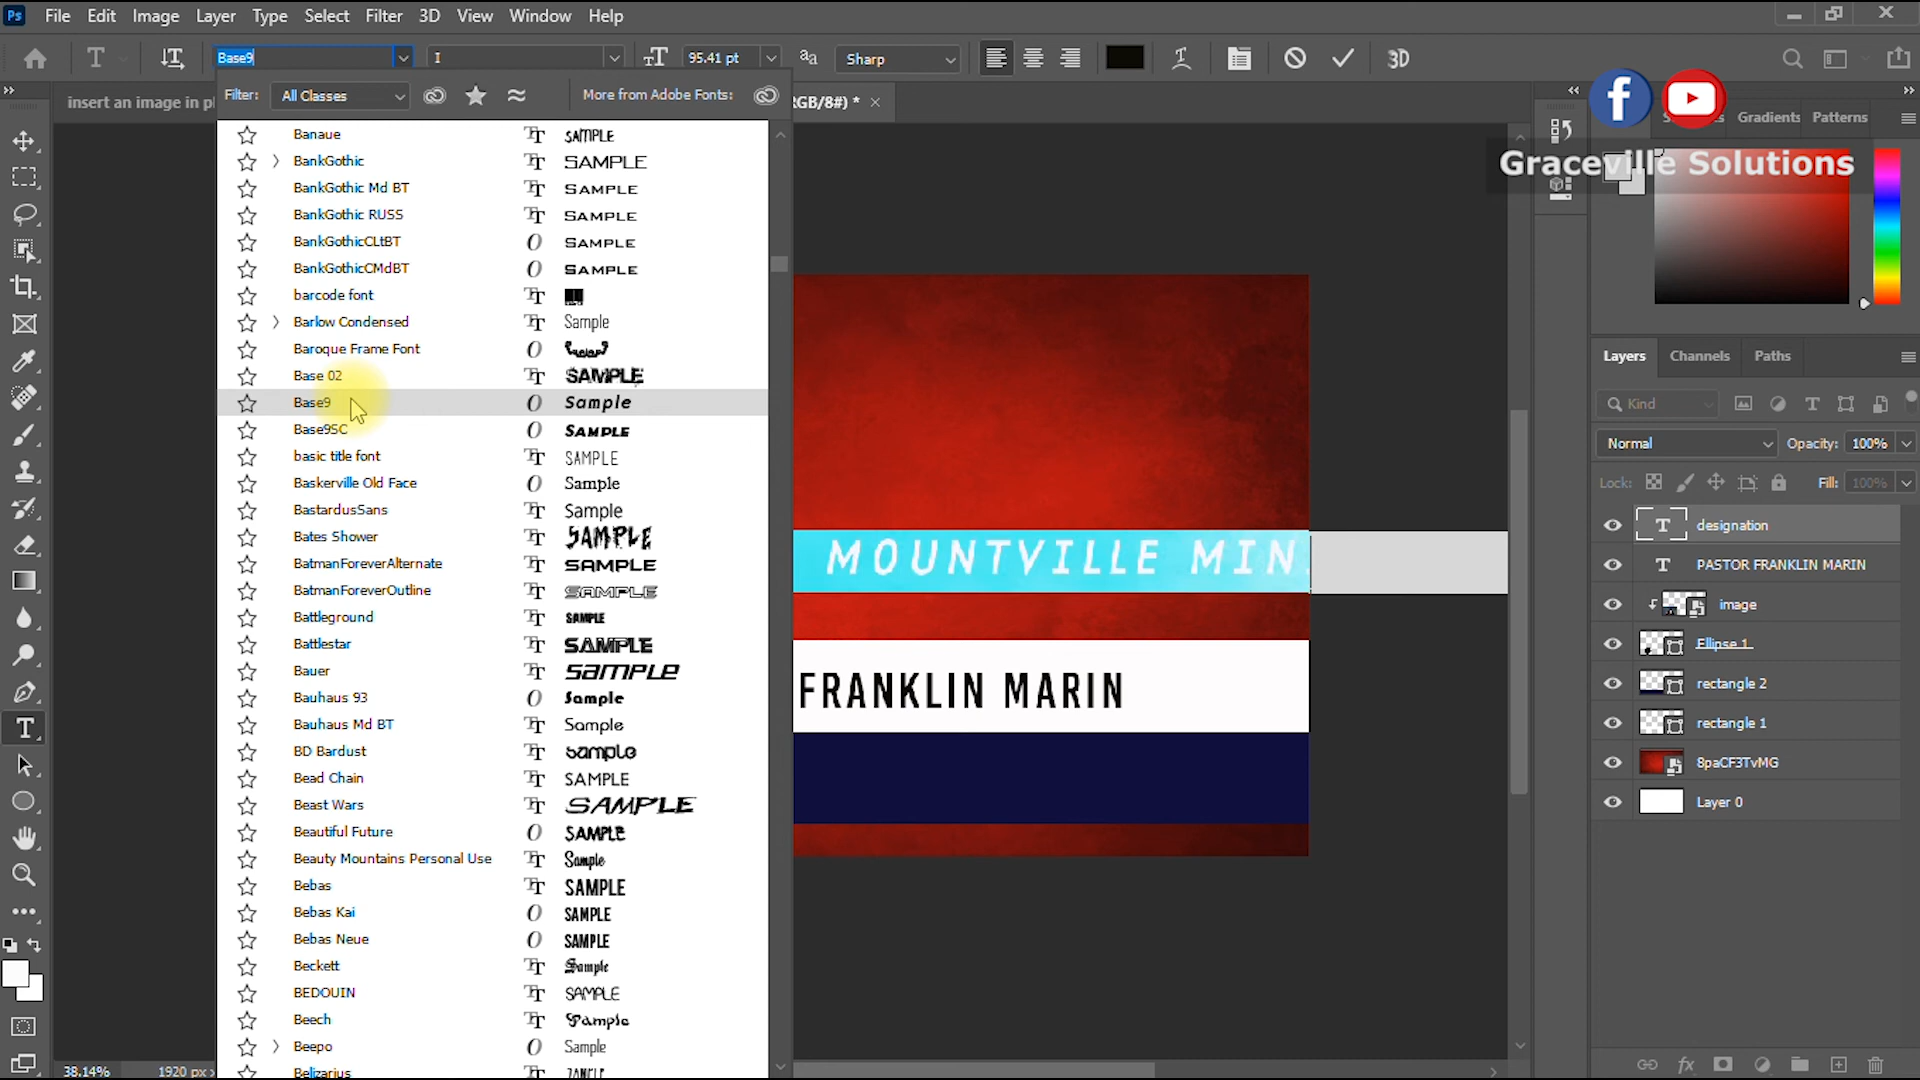 Ps File Edit Image Layer Type Select Filter 3D View Window Help
Base9 I 95.41 pt aa Sharp 3D
Filter: All Classes More from Adobe Fonts:
insert an image in pl
RGB/8#) *
Gradients Patterns
Graceville Solutions
Banaue SAMPLE
BankGothic SAMPLE
BankGothic Md BT SAMPLE
BankGothic RUSS SAMPLE
BankGothicCLtBT SAMPLE
BankGothicCMdBT SAMPLE
barcode font
Barlow Condensed Sample
Baroque Frame Font
Base 02 SAMPLE
Base9 Sample
Base9SC SAMPLE
basic title font SAMPLE
Baskerville Old Face Sample
BastardusSans Sample
Bates Shower SAMPLE
BatmanForeverAlternate SAMPLE
BatmanForeverOutline SAMPLE
Battleground SAMPLE
Battlestar SAMPLE
Bauer sample
Bauhaus 93 Sample
Bauhaus Md BT Sample
BD Bardust sample
Bead Chain SAMPLE
Beast Wars SAMPLE
Beautiful Future SAMPLE
Beauty Mountains Personal Use Sample
Bebas SAMPLE
Bebas Kai SAMPLE
Bebas Neue SAMPLE
Beckett Sample
BEDOUIN SAMPLE
Beech Sample
Beepo Sample
Belizarius
MOUNTVILLE MIN
FRANKLIN MARIN
Layers Channels Paths
Kind
Normal Opacity: 100%
Lock: Fill: 100%
designation
PASTOR FRANKLIN MARIN
image
Ellipse 1
rectangle 2
rectangle 1
8paCF3TvMG
Layer 0
38.14% 1920 px